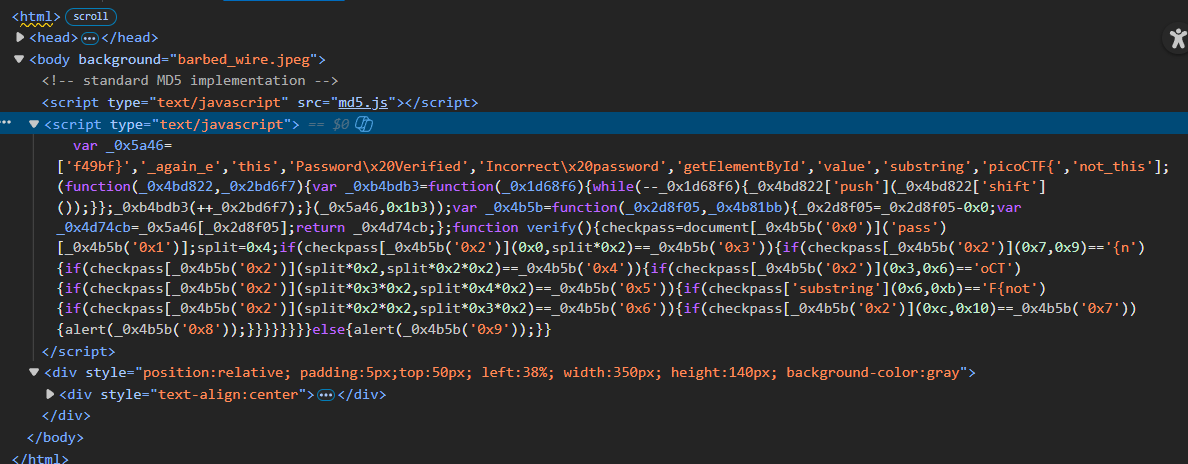 <html> scroll
<head> ••• </head>
<body background="barbed_wire.jpeg">
<!-- standard MD5 implementation -->
<script type="text/javascript" src="md5.js"></script>
<script type="text/javascript"> == $0
var _0x5a46=
['f49bf}','_again_e','this','Password\x20Verified','Incorrect\x20password','getElementById','value','substring','picoCTF{','not_this'];
(function(_0x4bd822,_0x2bd6f7){var _0xb4bdb3=function(_0x1d68f6){while(--_0x1d68f6){_0x4bd822['push'](_0x4bd822['shift']
());}};_0xb4bdb3(++_0x2bd6f7);}(_0x5a46,0x1b3));var _0x4b5b=function(_0x2d8f05,_0x4b81bb){_0x2d8f05=_0x2d8f05-0x0;var
_0x4d74cb=_0x5a46[_0x2d8f05];return _0x4d74cb;};function verify(){checkpass=document[_0x4b5b('0x0')]('pass')
[_0x4b5b('0x1')];split=0x4;if(checkpass[_0x4b5b('0x2')](0x0,split*0x2)==_0x4b5b('0x3')){if(checkpass[_0x4b5b('0x2')](0x7,0x9)=='{n')
{if(checkpass[_0x4b5b('0x2')](split*0x2,split*0x2*0x2)==_0x4b5b('0x4')){if(checkpass[_0x4b5b('0x2')](0x3,0x6)=='oCT')
{if(checkpass[_0x4b5b('0x2')](split*0x3*0x2,split*0x4*0x2)==_0x4b5b('0x5')){if(checkpass['substring'](0x6,0xb)=='F{not')
{if(checkpass[_0x4b5b('0x2')](split*0x2*0x2,split*0x3*0x2)==_0x4b5b('0x6')){if(checkpass[_0x4b5b('0x2')](0xc,0x10)==_0x4b5b('0x7'))
{alert(_0x4b5b('0x8'));}}}}}}}}else{alert(_0x4b5b('0x9'));}}
</script>
<div style="position:relative; padding:5px;top:50px; left:38%; width:350px; height:140px; background-color:gray">
<div style="text-align:center"> ••• </div>
</div>
</body>
</html>